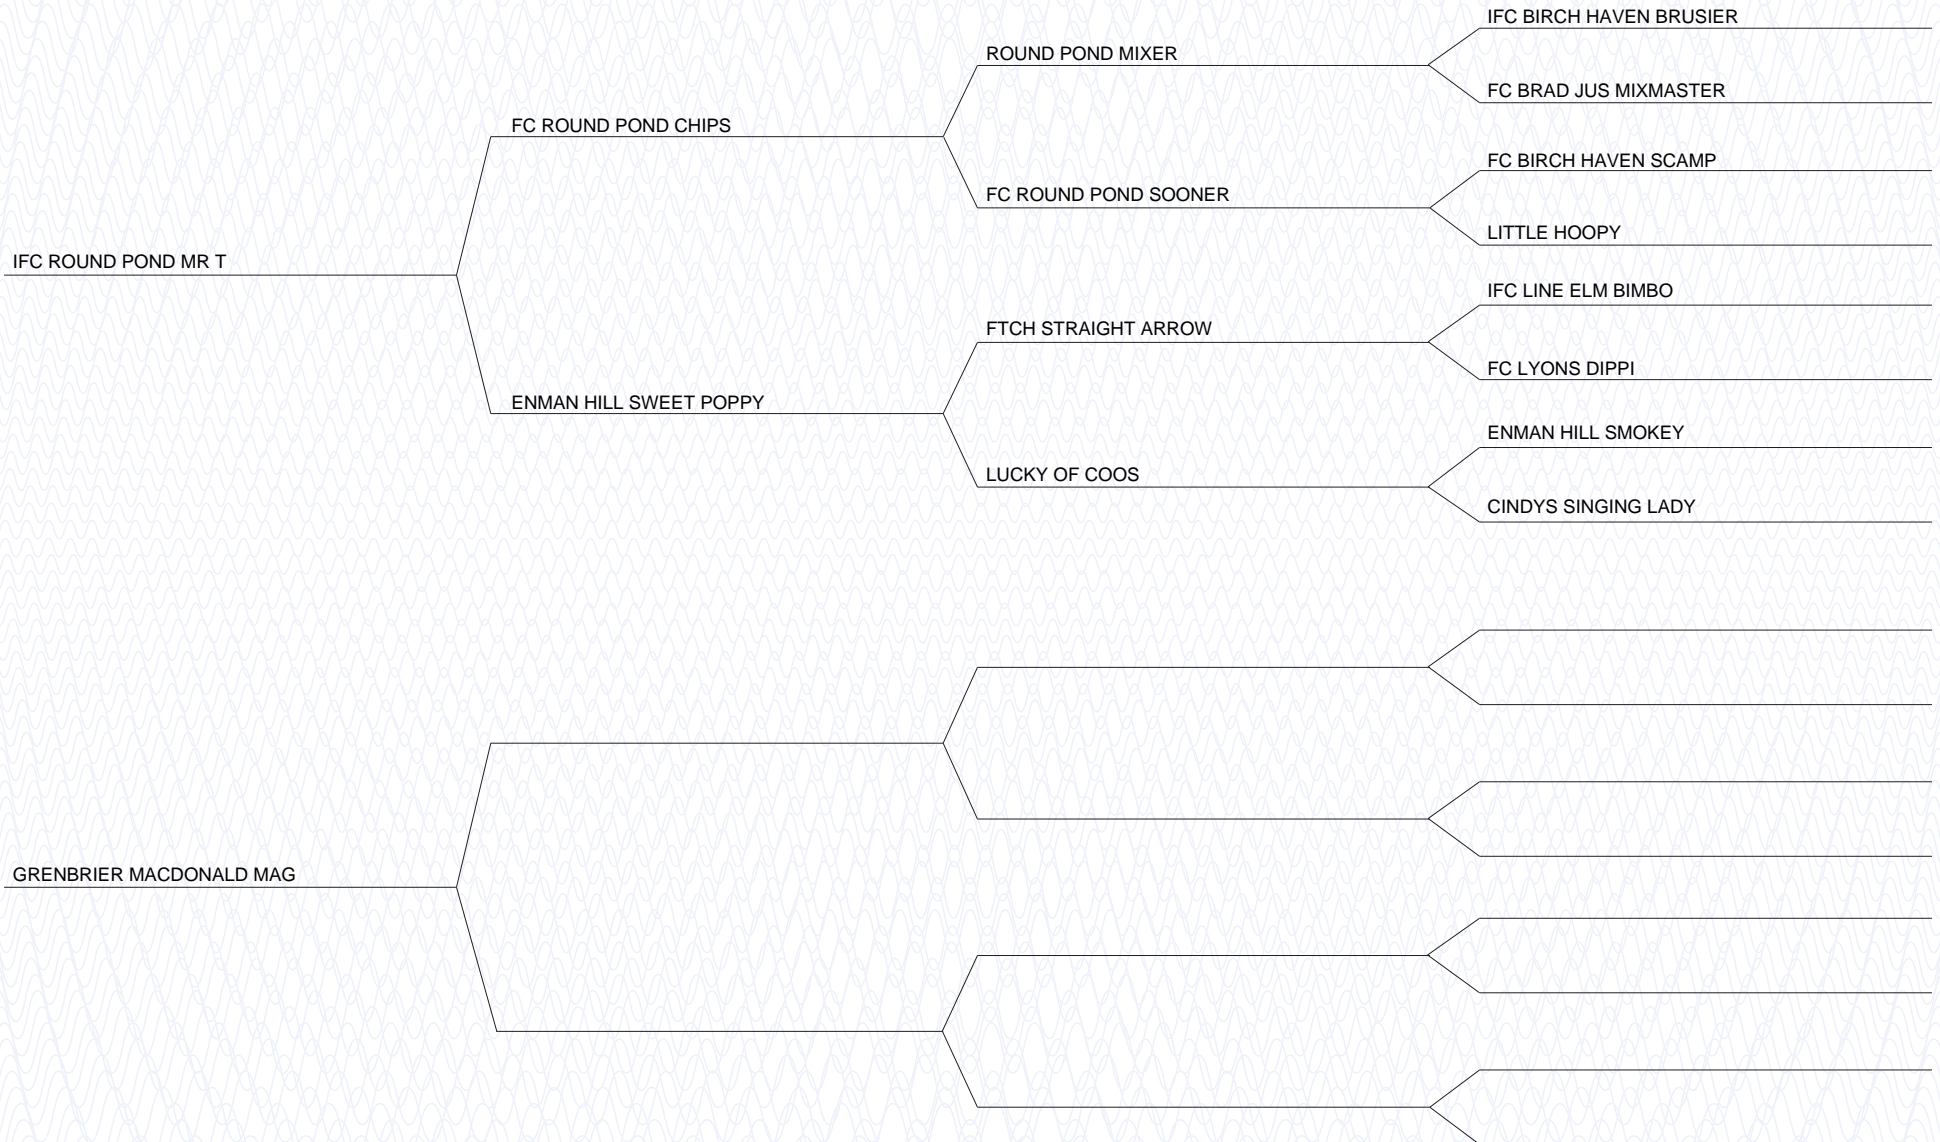 IFC BIRCH HAVEN BRUSIER
ROUND POND MIXER
FC BRAD JUS MIXMASTER
FC ROUND POND CHIPS
FC BIRCH HAVEN SCAMP
FC ROUND POND SOONER
LITTLE HOOPY
IFC ROUND POND MR T
IFC LINE ELM BIMBO
FTCH STRAIGHT ARROW
FC LYONS DIPPI
ENMAN HILL SWEET POPPY
ENMAN HILL SMOKEY
LUCKY OF COOS
CINDYS SINGING LADY
GRENBRIER MACDONALD MAG